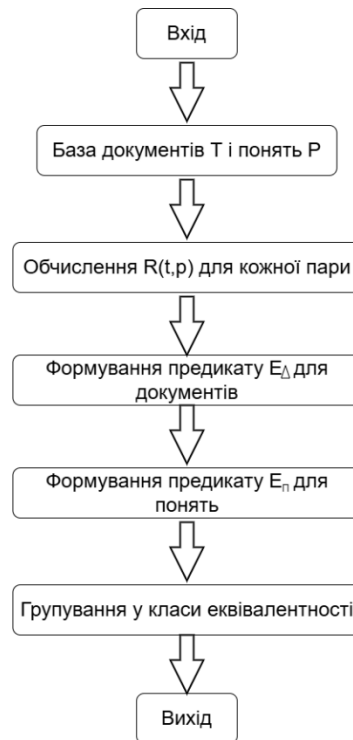 Вхід
База документів Т і понять Р
Обчислення R(t,p) для кожної пари
Формування предикату E△ для
документів
Формування предикату Eп для
понять
Групування у класи еквівалентності
Вихід